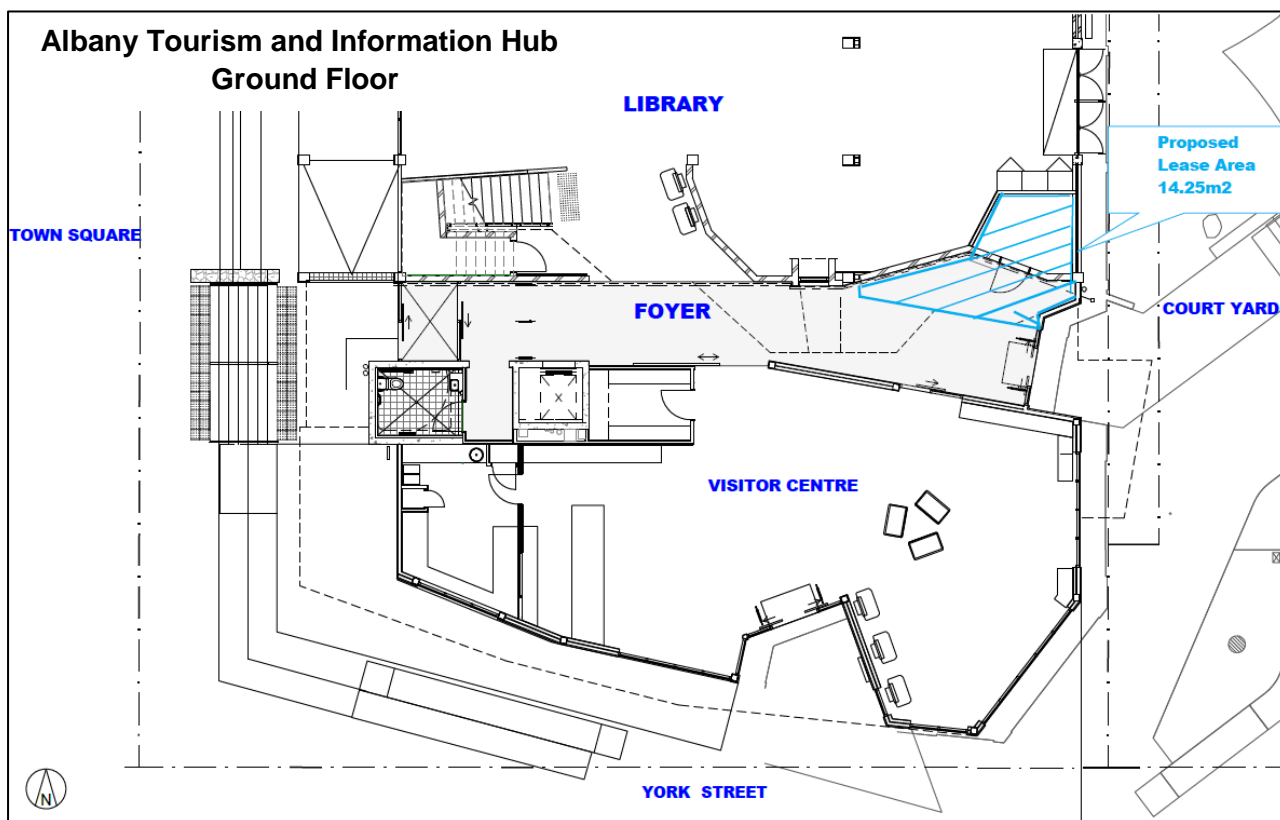 Albany Tourism and Information Hub
Ground Floor
LIBRARY
Proposed
Lease Area
14.25m2
TOWN SQUARE
FOYER
COURT YARD
VISITOR CENTRE
YORK STREET
N